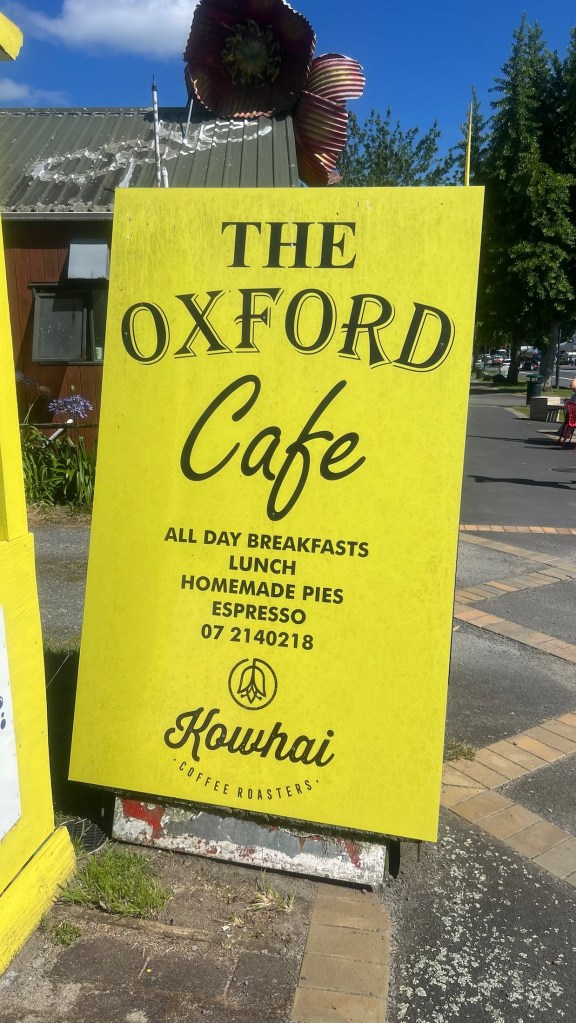 THE
OXFORD
Cafe
ALL DAY BREAKFASTS
LUNCH
HOMEMADE PIES
ESPRESSO
07 2140218
Kowhai
· COFFEE ROASTERS ·